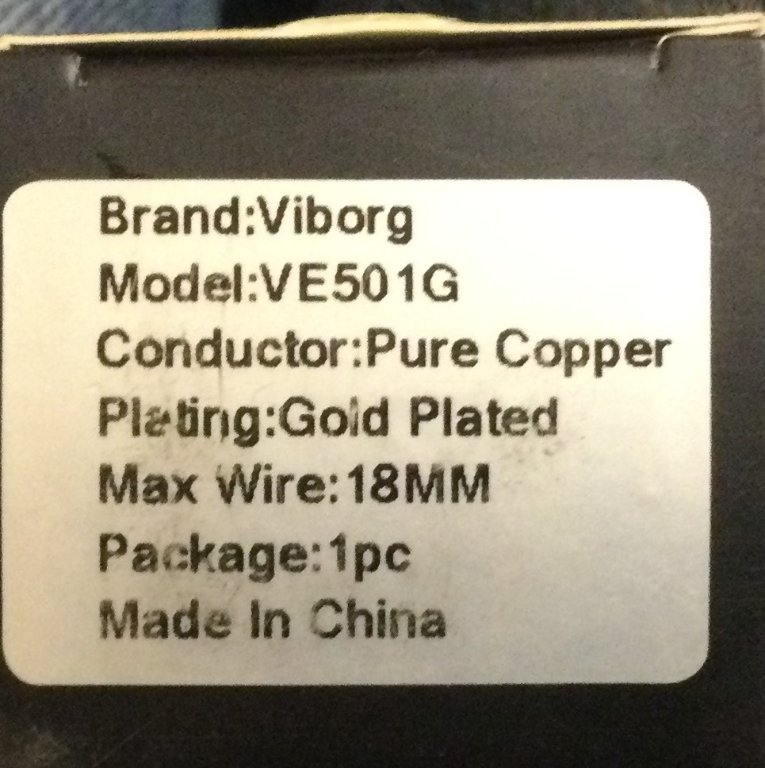 Brand:Viborg
Model:VE501G
Conductor:Pure Copper
Plating:Gold Plated
Max Wire:18MM
Package:1pc
Made In China